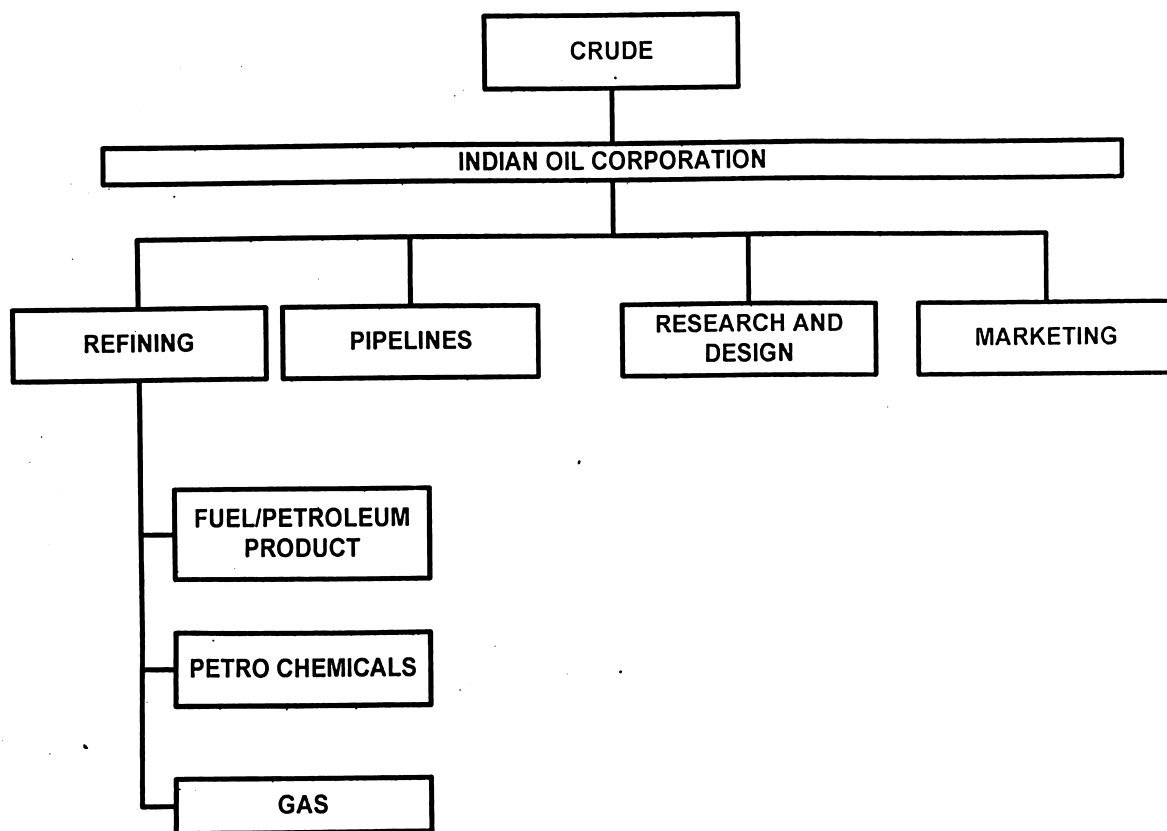 CRUDE
INDIAN OIL CORPORATION
REFINING
PIPELINES
RESEARCH AND
DESIGN
MARKETING
FUEL/PETROLEUM
PRODUCT
PETRO CHEMICALS
GAS